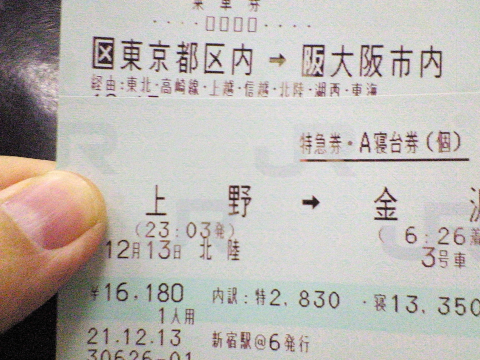 乗車券
区 東京都区内 → 阪 大阪市内
経由:東北・高崎線・上越・信越・北陸・湖西・東海
特急券・A寝台券(個)
上野 → 金
(23:03発) ( 6:26着
12月13日 北陸 3号車
¥16,180 内訳:特2,830 ・寝13,350
1人用
21.12.13 新宿駅@6発行
30626-01